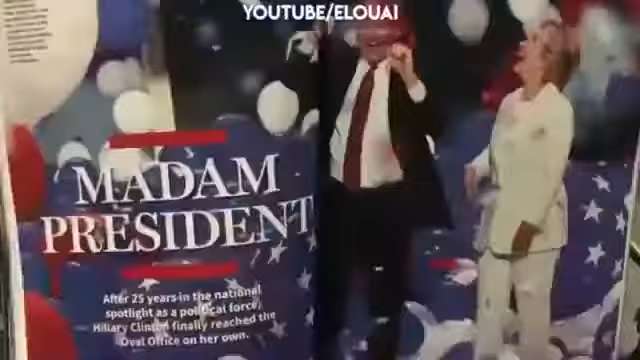 YOUTUBE/ELOUAI
MADAM
PRESIDENT
After 25 years in the national
spotlight as a political force,
Hillary Clinton finally reached the
Oval Office on her own.